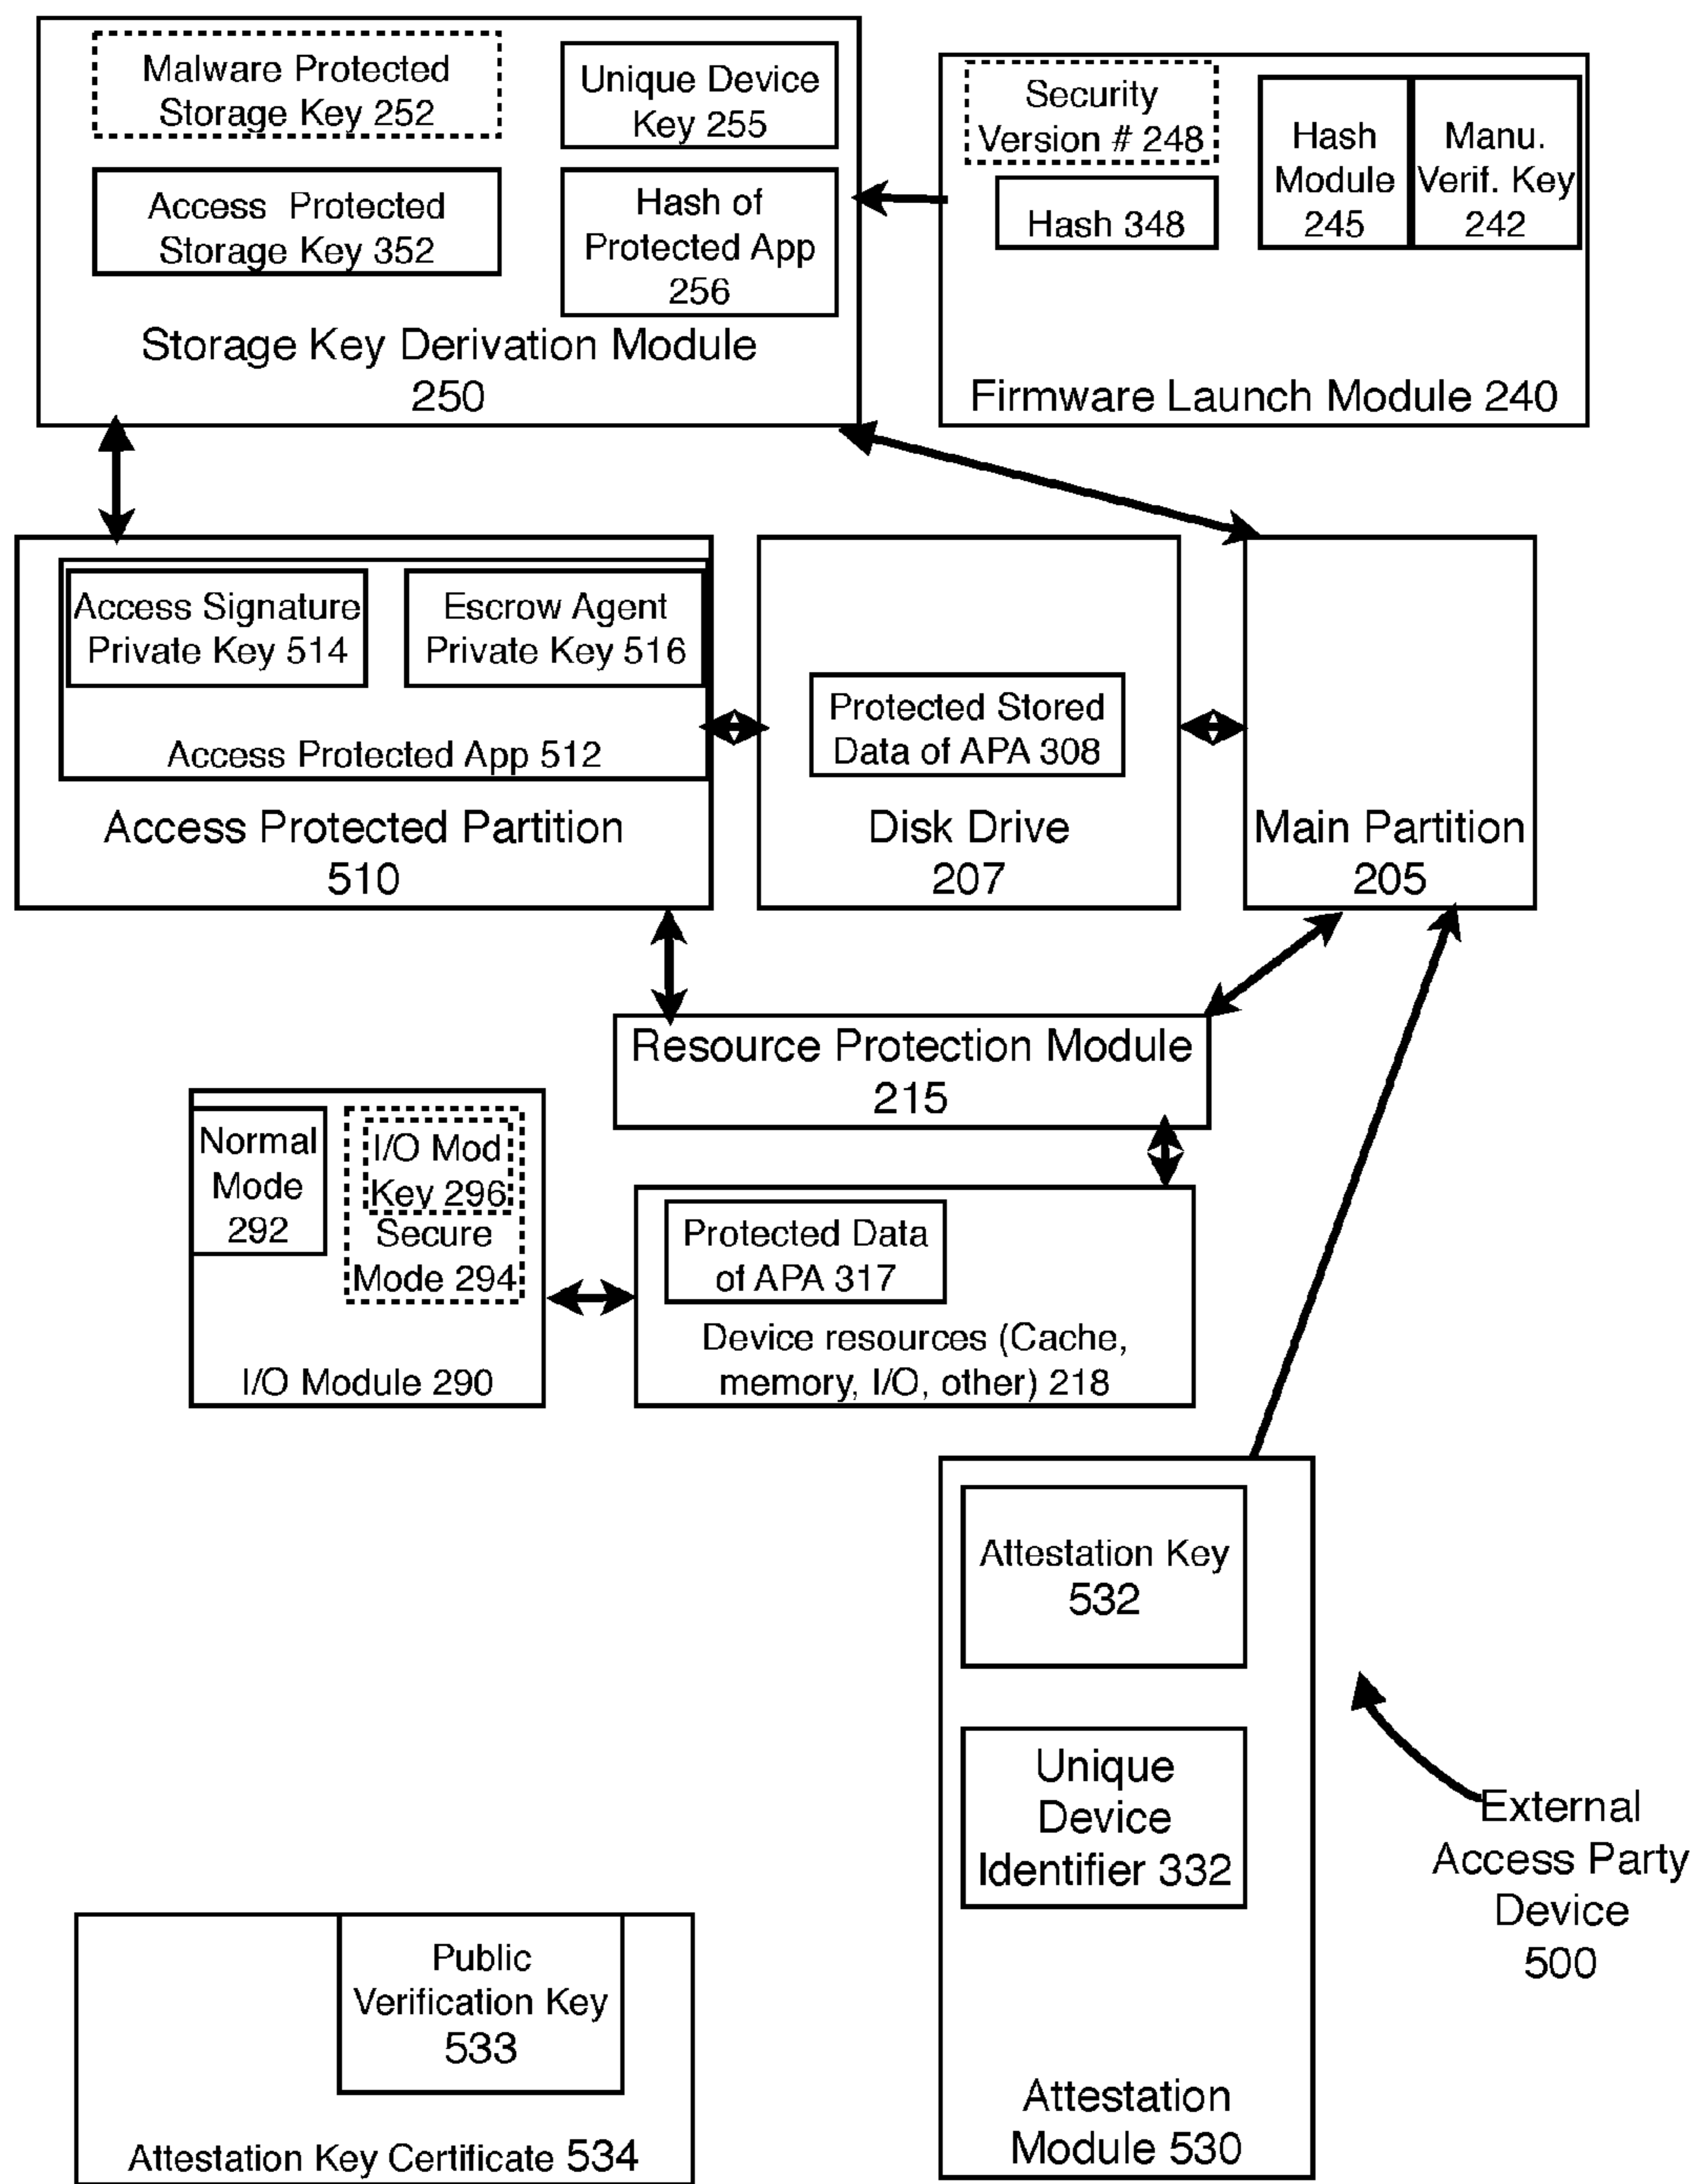 Malware Protected
Storage Key 252
Unique Device
Key 255
Access Protected
Storage Key 352
Hash of
Protected App
256
Storage Key Derivation Module
250
Security
Version # 248
Hash 348
Hash
Module
245
Manu.
Verif. Key
242
Firmware Launch Module 240
Access Signature
Private Key 514
Escrow Agent
Private Key 516
Access Protected App 512
Access Protected Partition
510
Protected Stored
Data of APA 308
Disk Drive
207
Main Partition
205
Resource Protection Module
215
Normal
Mode
292
I/O Mod
Key 296
Secure
Mode 294
I/O Module 290
Protected Data
of APA 317
Device resources (Cache,
memory, I/O, other) 218
Attestation Key
532
Unique
Device
Identifier 332
Attestation
Module 530
External
Access Party
Device
500
Public
Verification Key
533
Attestation Key Certificate 534